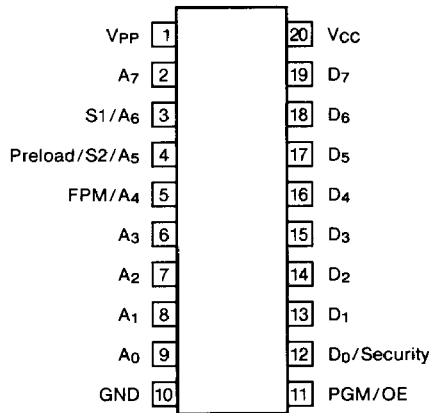 VPP 1 20 VCC
A7 2 19 D7
S1/A6 3 18 D6
Preload/S2/A5 4 17 D5
FPM/A4 5 16 D4
A3 6 15 D3
A2 7 14 D2
A1 8 13 D1
A0 9 12 D0/Security
GND 10 11 PGM/OE